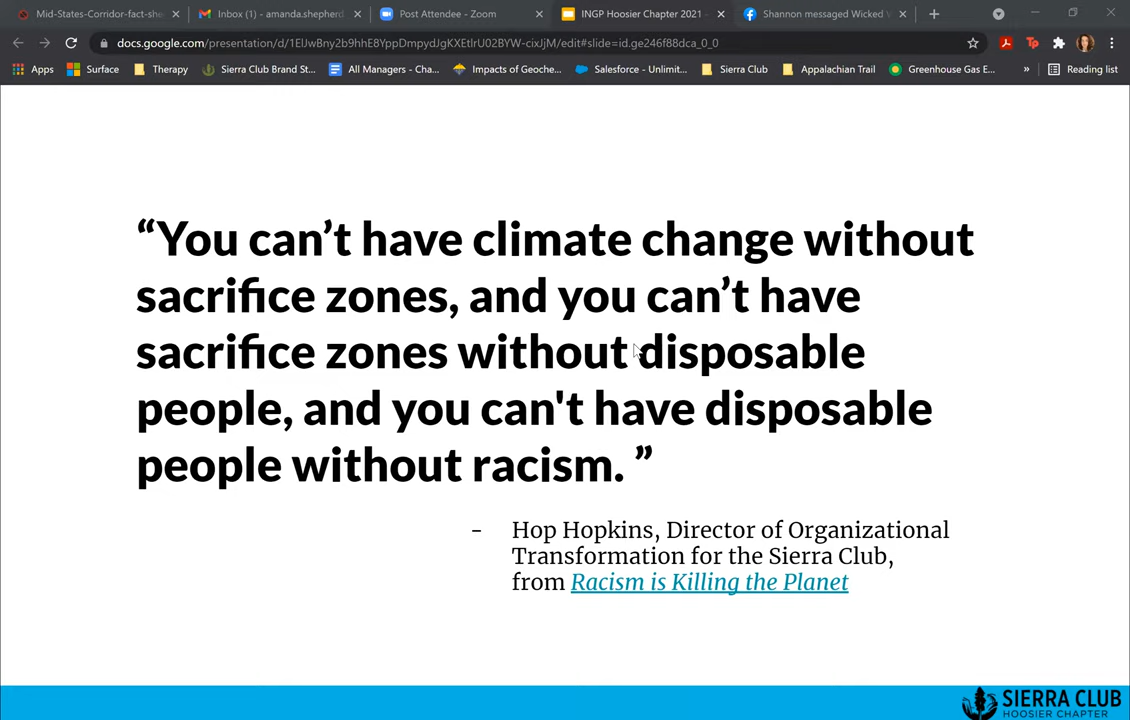 Mid-States-Corridor-fact-she
Inbox (1) - amanda.shepherd
Post Attendee - Zoom
INGP Hoosier Chapter 2021 -
Shannon messaged Wicked V
docs.google.com/presentation/d/1ElJwBny2b9hhE8YppDmpydJgKXEtlrU02BYW-cixJjM/edit#slide=id.ge246f88dca_0_0
Apps Surface Therapy Sierra Club Brand St... All Managers - Cha... Impacts of Geoche... Salesforce - Unlimit... Sierra Club Appalachian Trail Greenhouse Gas E... » Reading list
“You can’t have climate change without
sacrifice zones, and you can’t have
sacrifice zones without disposable
people, and you can't have disposable
people without racism. ”
- Hop Hopkins, Director of Organizational
Transformation for the Sierra Club,
from Racism is Killing the Planet
SIERRA CLUB
HOOSIER CHAPTER